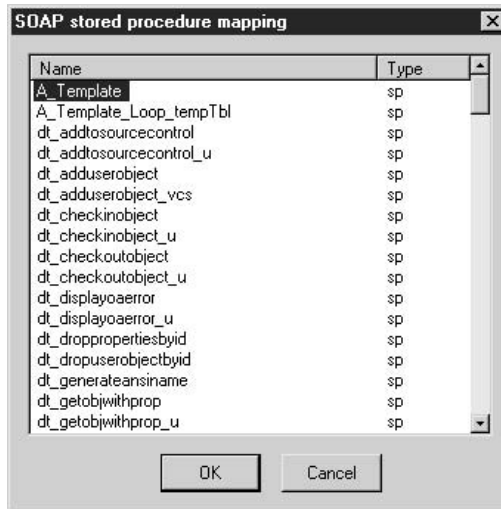 SOAP stored procedure mapping
Name Type
A_Template sp
A_Template_Loop_tempTbl sp
dt_addtosourcecontrol sp
dt_addtosourcecontrol_u sp
dt_adduserobject sp
dt_adduserobject_vcs sp
dt_checkinobject sp
dt_checkinobject_u sp
dt_checkoutobject sp
dt_checkoutobject_u sp
dt_displayoaerror sp
dt_displayoaerror_u sp
dt_droppropertiesbyid sp
dt_dropuserobjectbyid sp
dt_generateansiname sp
dt_getobjwithprop sp
dt_getobjwithprop_u sp
OK Cancel